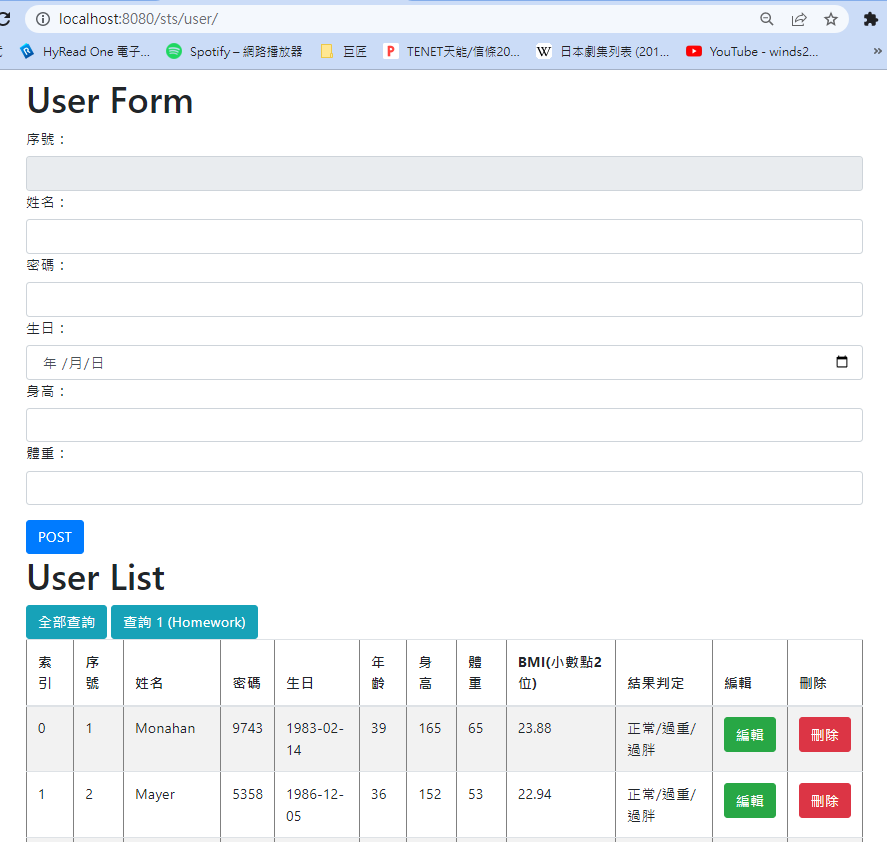 localhost:8080/sts/user/
HyRead One 電子... Spotify – 網路播放器 巨匠 TENET天能/信條20... W 日本劇集列表 (201... YouTube - winds2... »
User Form
序號：
姓名：
密碼：
生日：
年 /月/日
身高：
體重：
POST
User List
全部查詢 查詢 1 (Homework)
索引 序號 姓名 密碼 生日 年齡 身高 體重 BMI(小數點2位) 結果判定 編輯 刪除
0 1 Monahan 9743 1983-02-14 39 165 65 23.88 正常/過重/過胖 編輯 刪除
1 2 Mayer 5358 1986-12-05 36 152 53 22.94 正常/過重/過胖 編輯 刪除